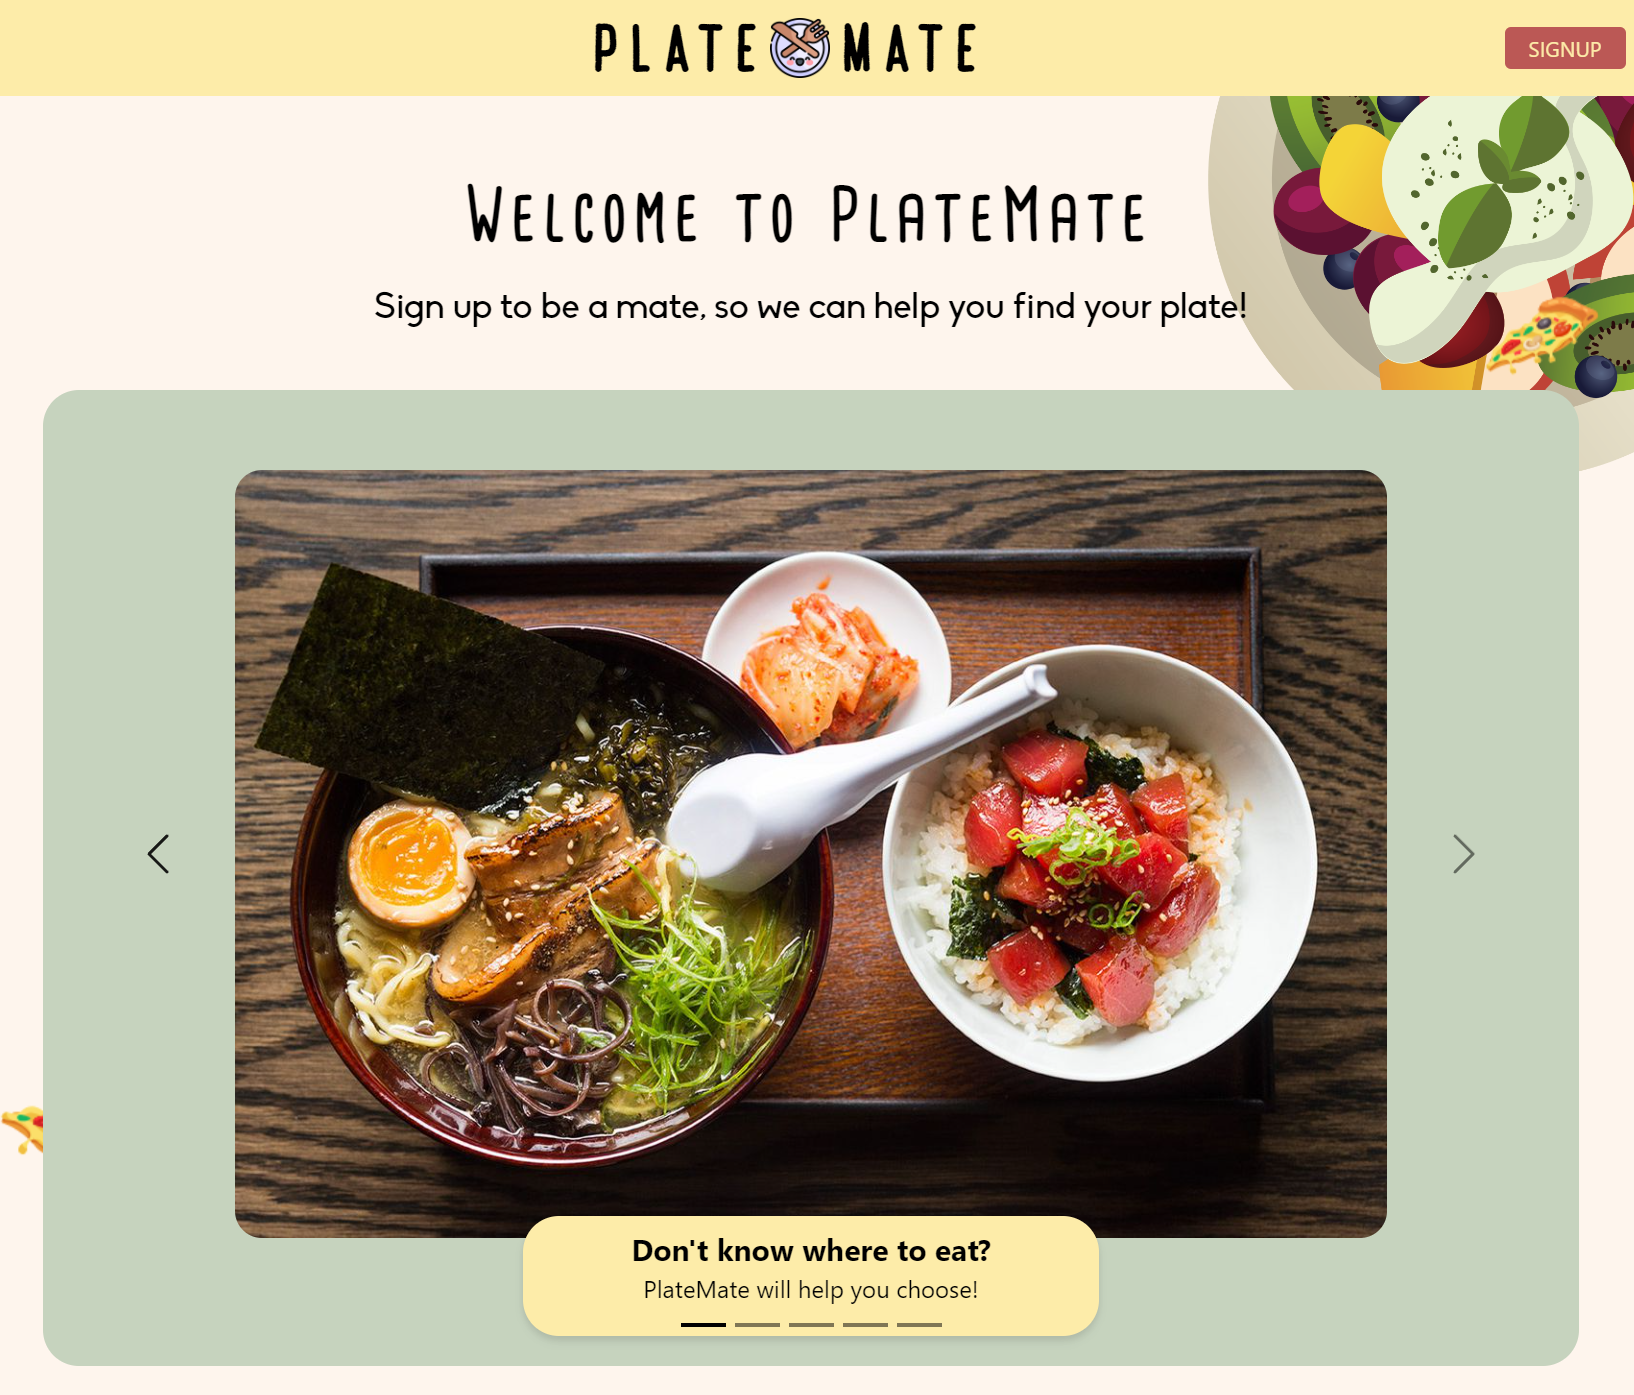 PLATE MATE
SIGNUP
Welcome to PlateMate
Sign up to be a mate, so we can help you find your plate!
Don't know where to eat?
PlateMate will help you choose!